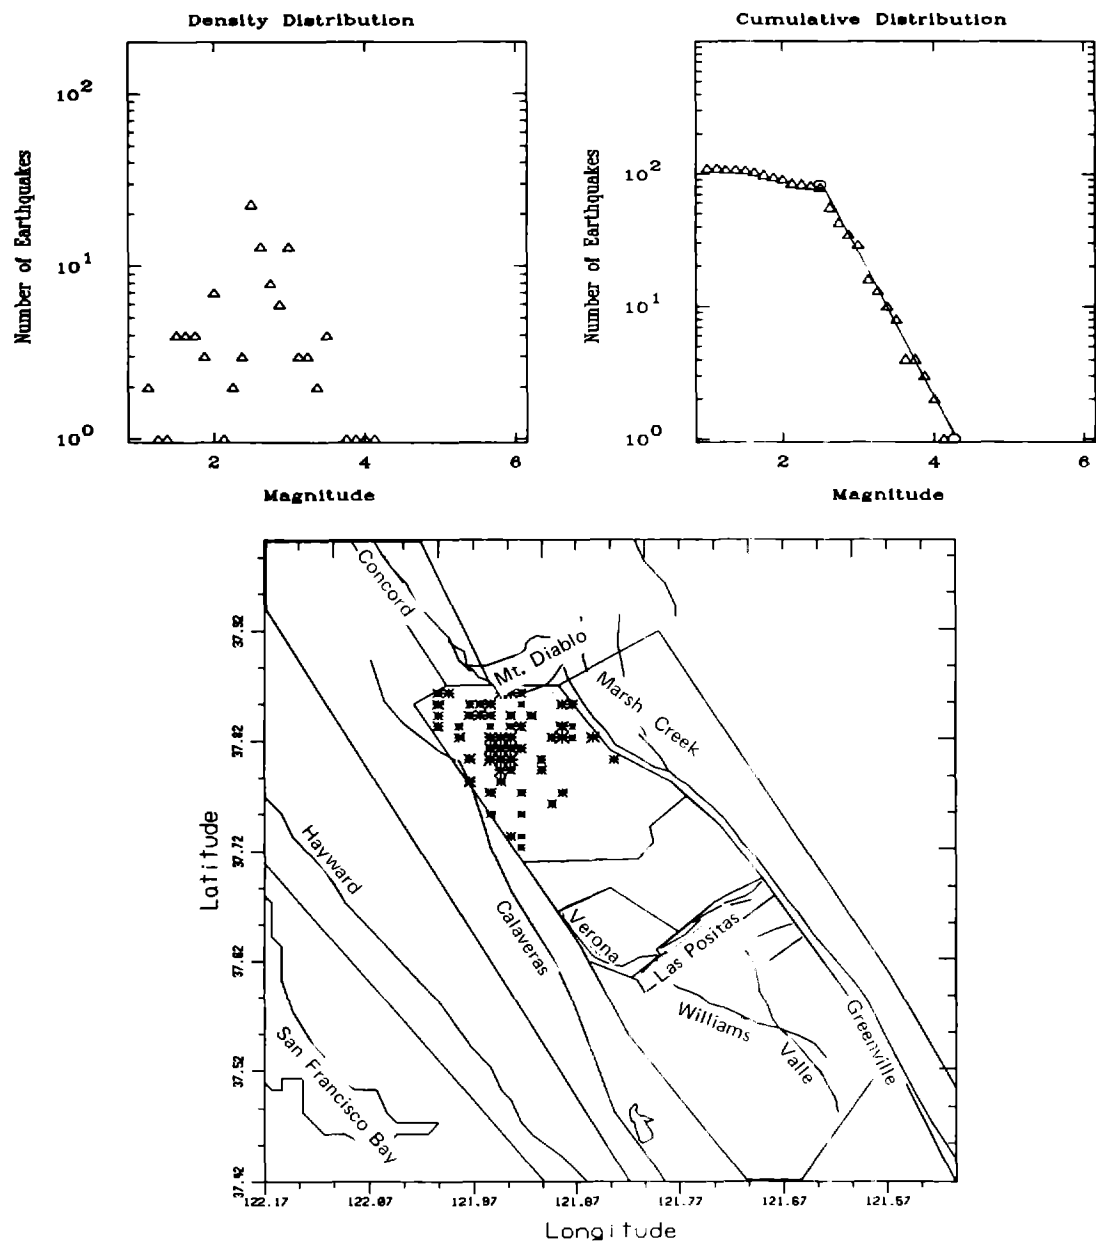 Density Distribution
Cumulative Distribution
Number of Earthquakes
10²
10¹
10⁰
2
4
6
Magnitude
Number of Earthquakes
10²
10¹
10⁰
2
4
6
Magnitude
Concord
Mt. Diablo
Marsh Creek
Hayward
Calaveras
Verona
Las Positas
Williams
Valle
Greenville
San Francisco Bay
Latitude
37.92
37.82
37.72
37.62
37.52
37.42
122.17
122.07
121.97
121.87
121.77
121.67
121.57
Longitude